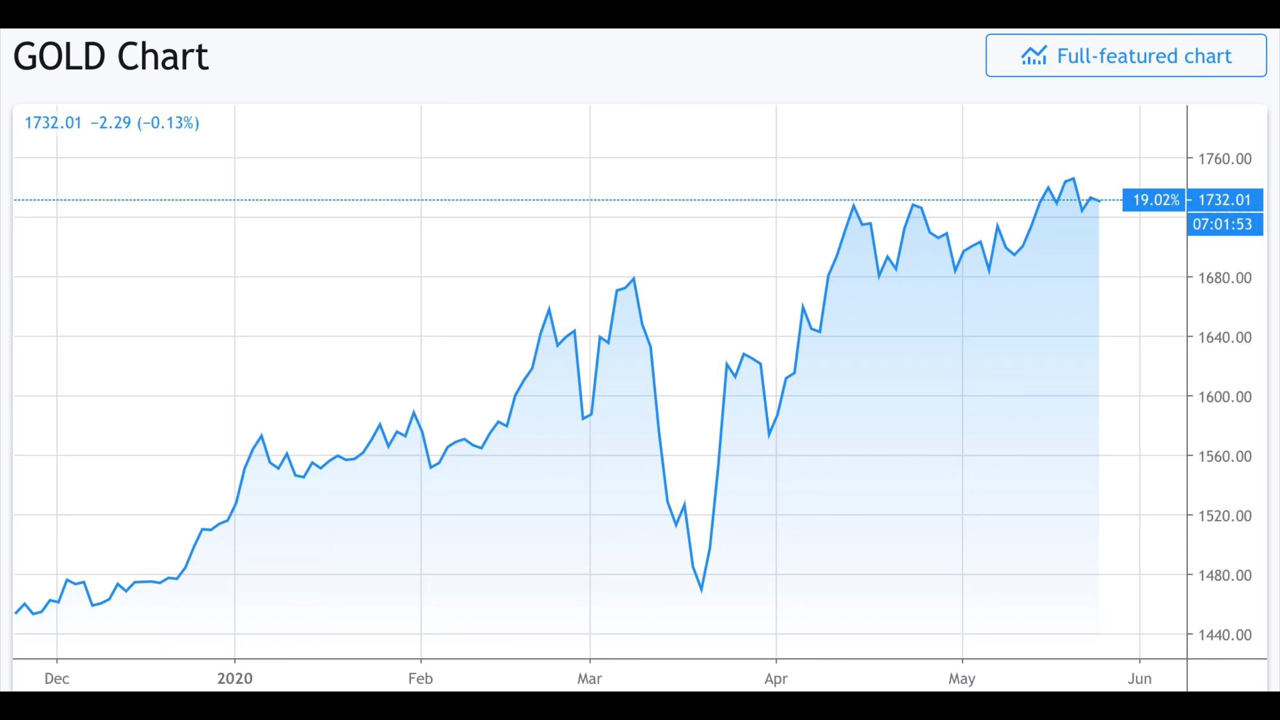 GOLD Chart
Full-featured chart
1732.01 −2.29 (−0.13%)
1760.00
19.02% 1732.01
07:01:53
1680.00
1640.00
1600.00
1560.00
1520.00
1480.00
1440.00
Dec 2020 Feb Mar Apr May Jun